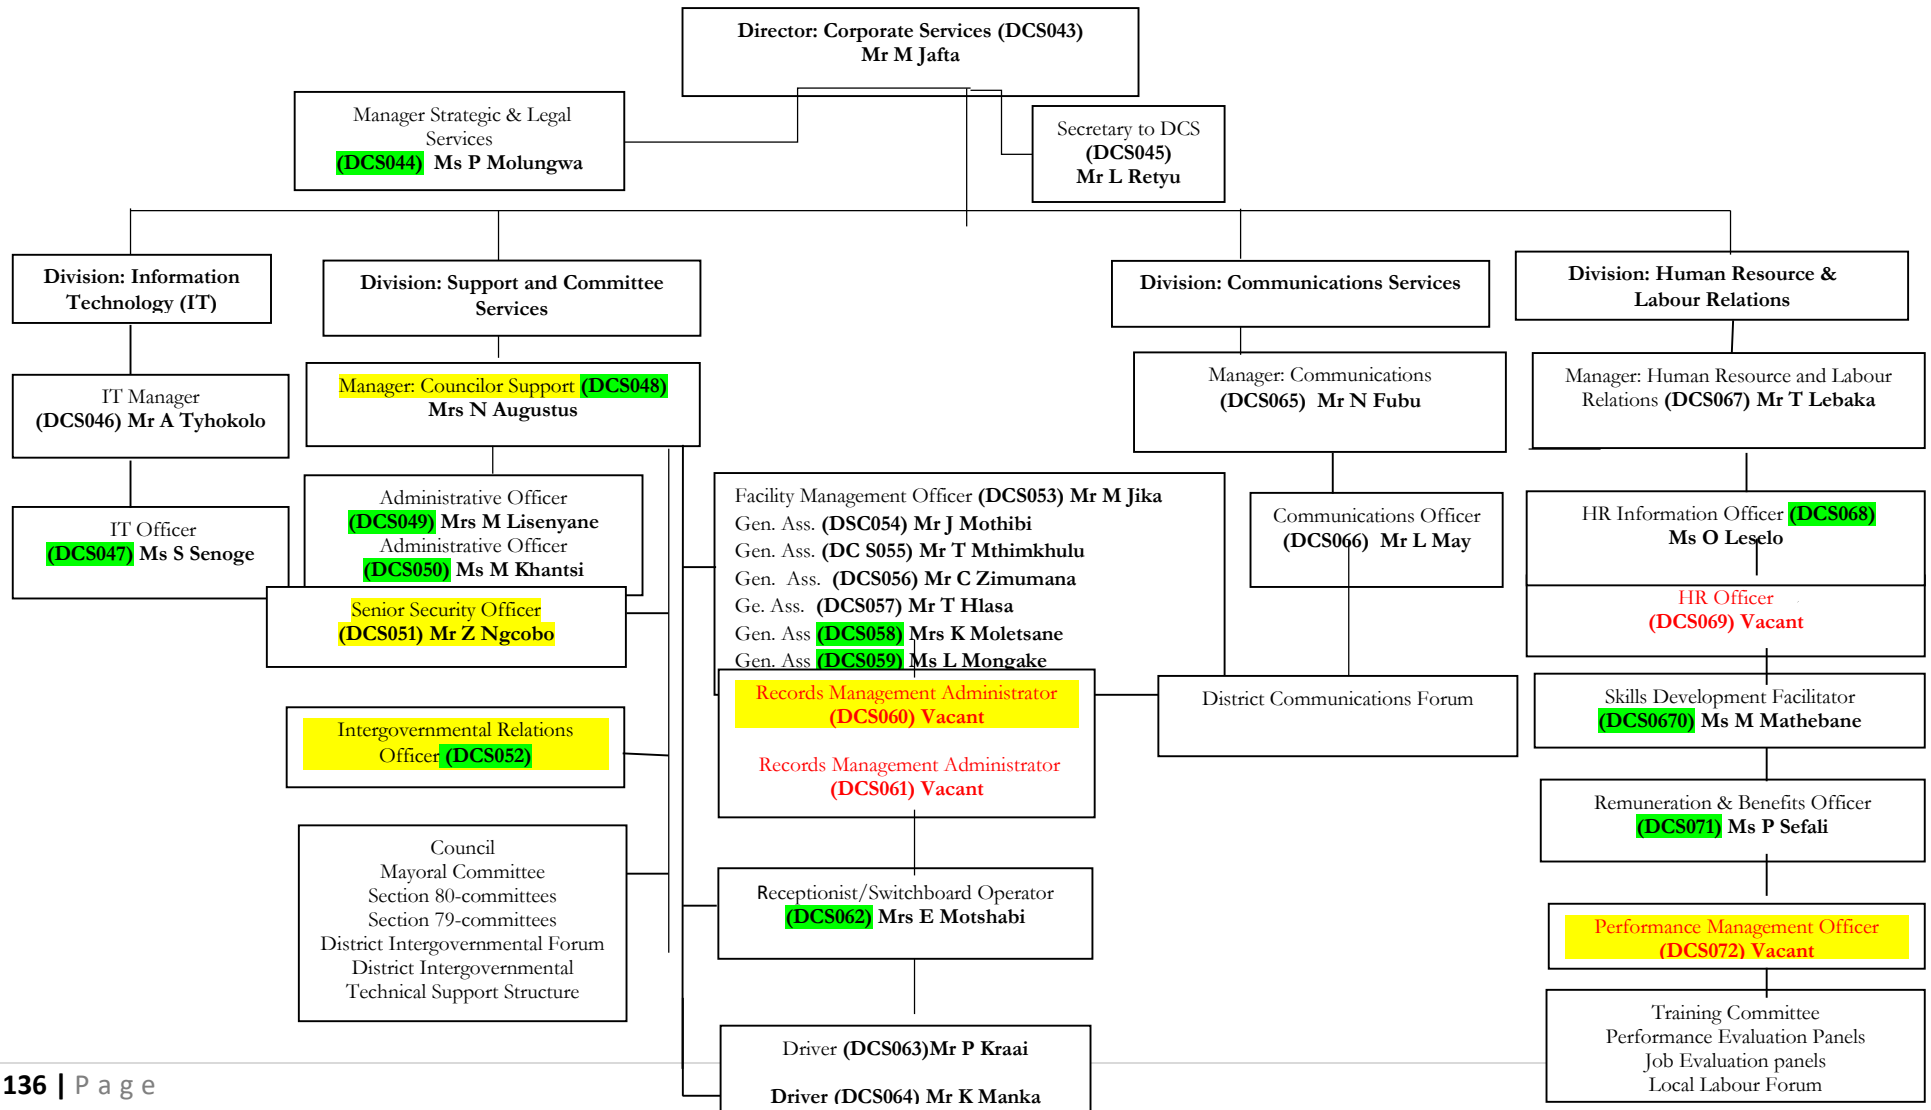 Director: Corporate Services (DCS043)
Mr M Jafta
Manager Strategic & Legal
Services
(DCS044) Ms P Molungwa
Secretary to DCS
(DCS045)
Mr L Retyu
Division: Information
Technology (IT)
Division: Support and Committee
Services
Division: Communications Services
Division: Human Resource &
Labour Relations
IT Manager
(DCS046) Mr A Tyhokolo
IT Officer
(DCS047) Ms S Senoge
Manager: Councilor Support (DCS048)
Mrs N Augustus
Administrative Officer
(DCS049) Mrs M Lisenyane
Administrative Officer
(DCS050) Ms M Khantsi
Senior Security Officer
(DCS051) Mr Z Ngcobo
Intergovernmental Relations
Officer (DCS052)
Council
Mayoral Committee
Section 80-committees
Section 79-committees
District Intergovernmental Forum
District Intergovernmental
Technical Support Structure
Facility Management Officer (DCS053) Mr M Jika
Gen. Ass. (DSC054) Mr J Mothibi
Gen. Ass. (DC S055) Mr T Mthimkhulu
Gen. Ass. (DCS056) Mr C Zimumana
Ge. Ass. (DCS057) Mr T Hlasa
Gen. Ass (DCS058) Mrs K Moletsane
Gen. Ass (DCS059) Ms L Mongake
Records Management Administrator
(DCS060) Vacant
Records Management Administrator
(DCS061) Vacant
Receptionist/Switchboard Operator
(DCS062) Mrs E Motshabi
Driver (DCS063)Mr P Kraai
Driver (DCS064) Mr K Manka
Manager: Communications
(DCS065) Mr N Fubu
Communications Officer
(DCS066) Mr L May
District Communications Forum
Manager: Human Resource and Labour
Relations (DCS067) Mr T Lebaka
HR Information Officer (DCS068)
Ms O Leselo
HR Officer
(DCS069) Vacant
Skills Development Facilitator
(DCS0670) Ms M Mathebane
Remuneration & Benefits Officer
(DCS071) Ms P Sefali
Performance Management Officer
(DCS072) Vacant
Training Committee
Performance Evaluation Panels
Job Evaluation panels
Local Labour Forum
136 | P a g e